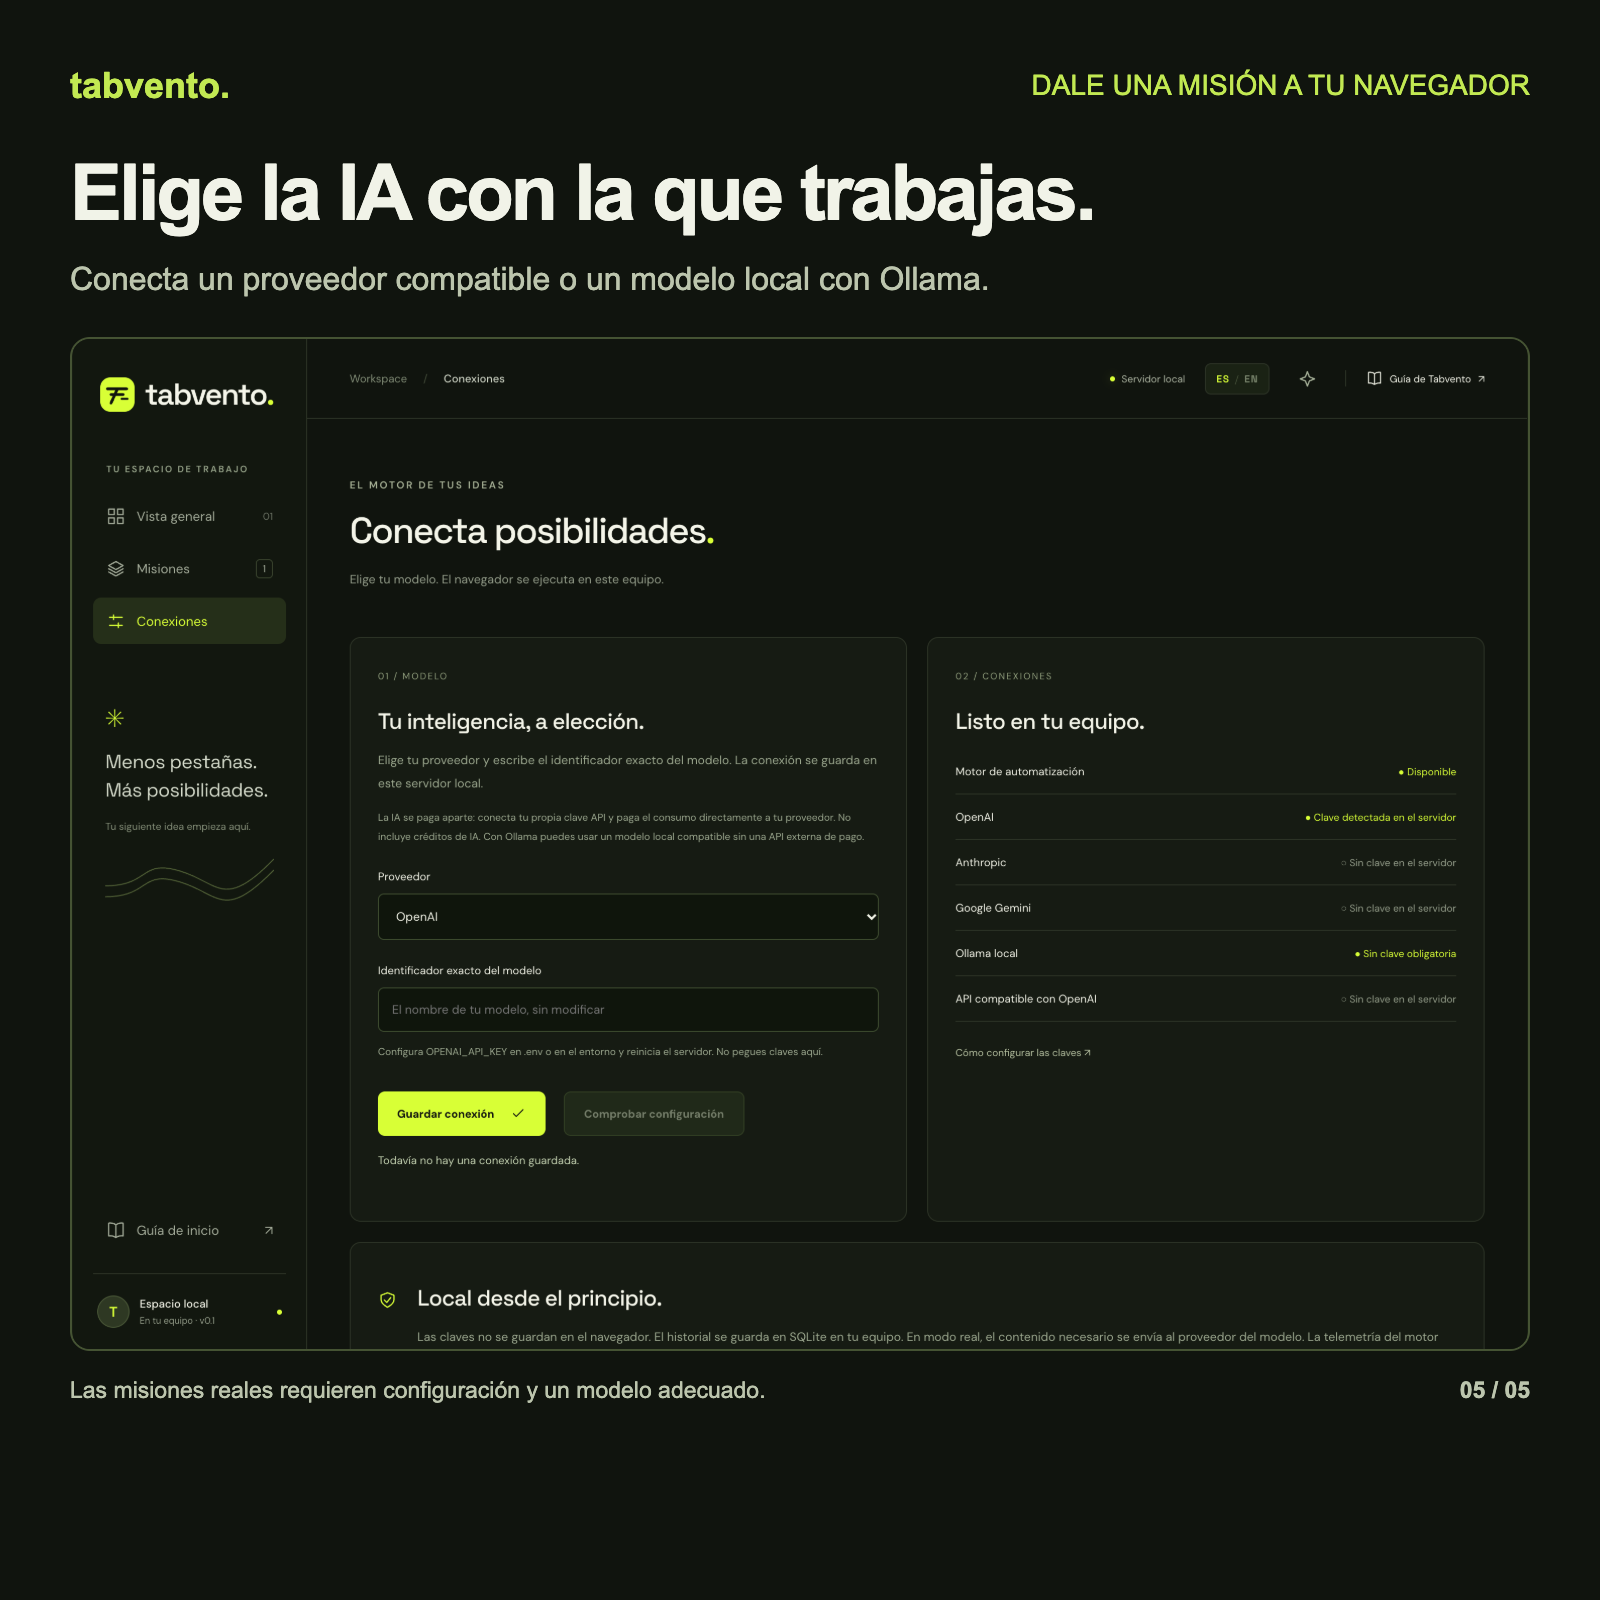 tabvento.
DALE UNA MISIÓN A TU NAVEGADOR
Elige la IA con la que trabajas.
Conecta un proveedor compatible o un modelo local con Ollama.
tabvento.
TU ESPACIO DE TRABAJO
Vista general 01
Misiones 1
Conexiones
Menos pestañas.
Más posibilidades.
Tu siguiente idea empieza aquí.
Guía de inicio ↗
T
Espacio local
En tu equipo · v0.1
Workspace / Conexiones
● Servidor local
ES / EN
Guía de Tabvento ↗
EL MOTOR DE TUS IDEAS
Conecta posibilidades.
Elige tu modelo. El navegador se ejecuta en este equipo.
01 / MODELO
Tu inteligencia, a elección.
Elige tu proveedor y escribe el identificador exacto del modelo. La conexión se guarda en
este servidor local.
La IA se paga aparte: conecta tu propia clave API y paga el consumo directamente a tu proveedor. No
incluye créditos de IA. Con Ollama puedes usar un modelo local compatible sin una API externa de pago.
Proveedor
OpenAI
Identificador exacto del modelo
El nombre de tu modelo, sin modificar
Configura OPENAI_API_KEY en .env o en el entorno y reinicia el servidor. No pegues claves aquí.
Guardar conexión ✓
Comprobar configuración
Todavía no hay una conexión guardada.
02 / CONEXIONES
Listo en tu equipo.
Motor de automatización ● Disponible
OpenAI ● Clave detectada en el servidor
Anthropic ○ Sin clave en el servidor
Google Gemini ○ Sin clave en el servidor
Ollama local ● Sin clave obligatoria
API compatible con OpenAI ○ Sin clave en el servidor
Cómo configurar las claves ↗
Local desde el principio.
Las claves no se guardan en el navegador. El historial se guarda en SQLite en tu equipo. En modo real, el contenido necesario se envía al proveedor del modelo. La telemetría del motor
Las misiones reales requieren configuración y un modelo adecuado.
05 / 05